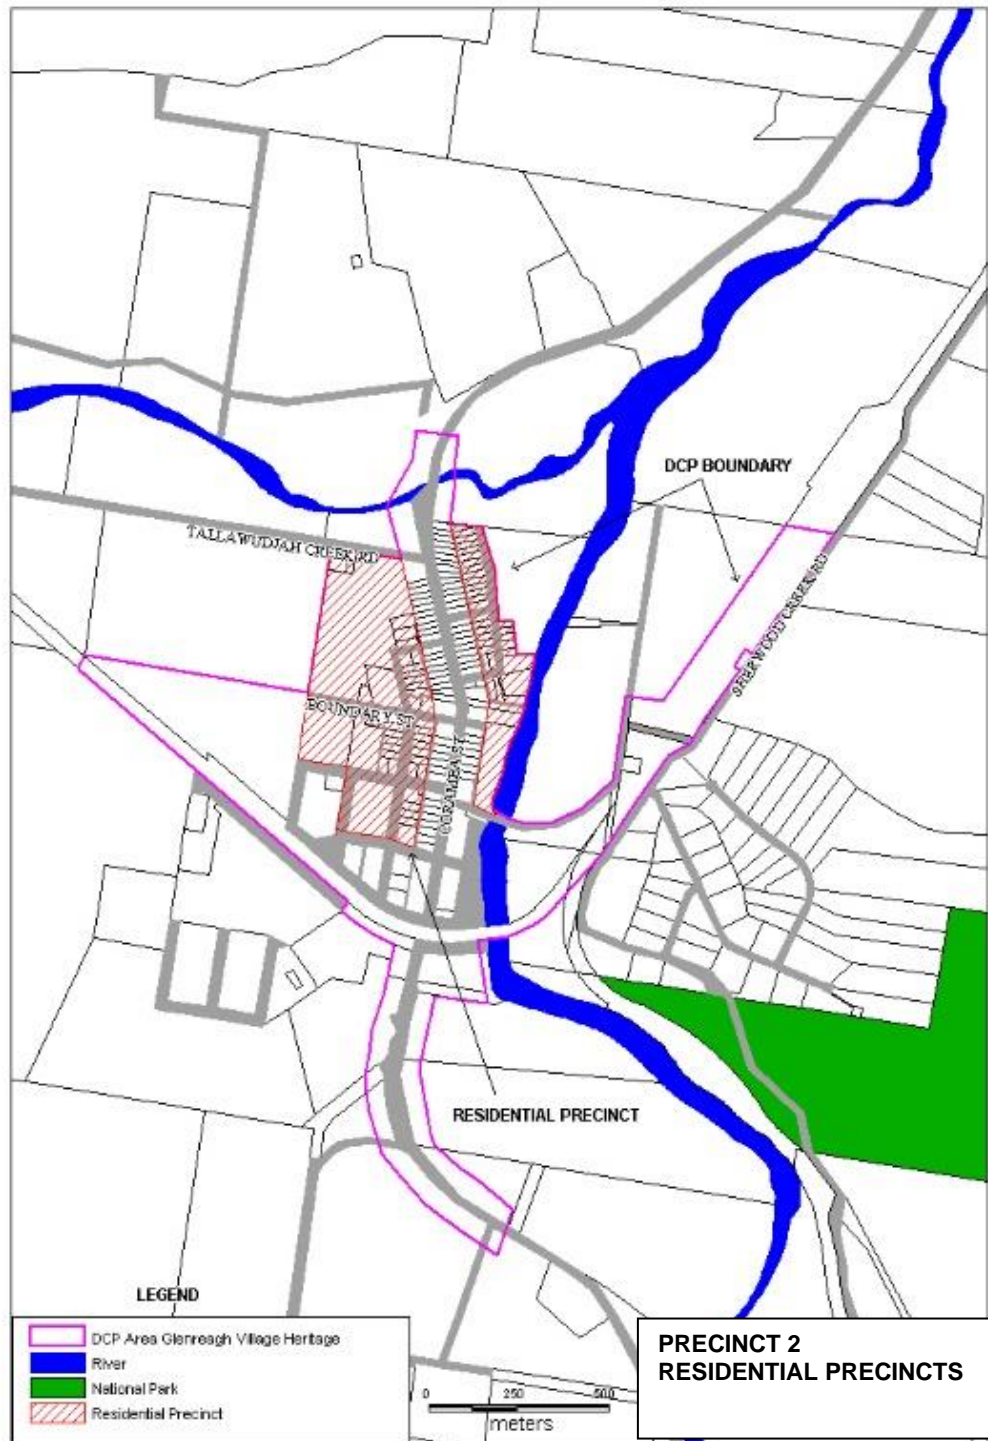 DCP BOUNDARY
TALLAWUDJAH CREEK RD
SHERWOOD CREEK RD
BOUNDARY ST
CORAMBA ST
RESIDENTIAL PRECINCT
LEGEND
DCP Area Glenreagh Village Heritage
River
National Park
Residential Precinct
0 250 500
meters
PRECINCT 2
RESIDENTIAL PRECINCTS